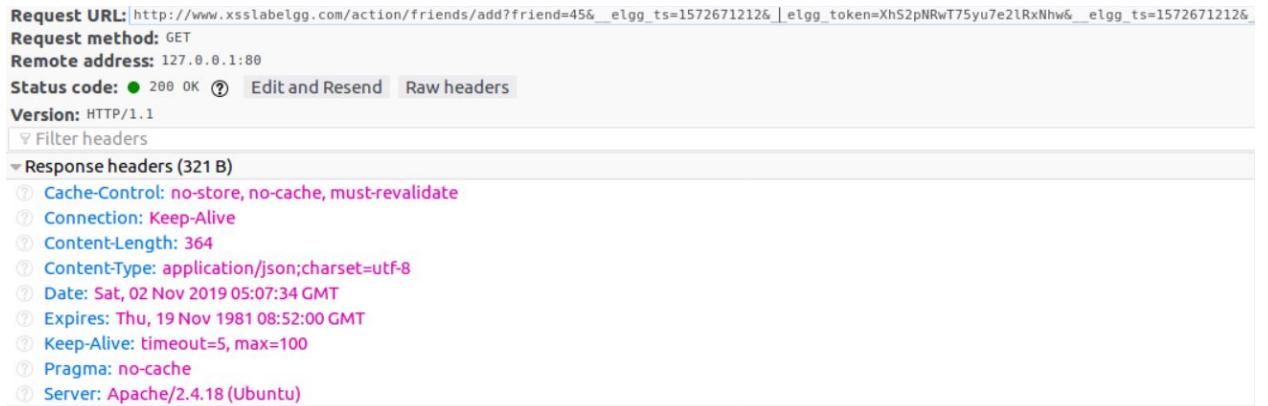 Request URL: http://www.xsslabelgg.com/action/friends/add?friend=45&__elgg_ts=1572671212&__elgg_token=XhS2pNRwT75yu7e2lRxNhw&__elgg_ts=1572671212&_
Request method: GET
Remote address: 127.0.0.1:80
Status code: 200 OK ? Edit and Resend Raw headers
Version: HTTP/1.1
Filter headers
Response headers (321 B)
? Cache-Control: no-store, no-cache, must-revalidate
? Connection: Keep-Alive
? Content-Length: 364
? Content-Type: application/json;charset=utf-8
? Date: Sat, 02 Nov 2019 05:07:34 GMT
? Expires: Thu, 19 Nov 1981 08:52:00 GMT
? Keep-Alive: timeout=5, max=100
? Pragma: no-cache
? Server: Apache/2.4.18 (Ubuntu)